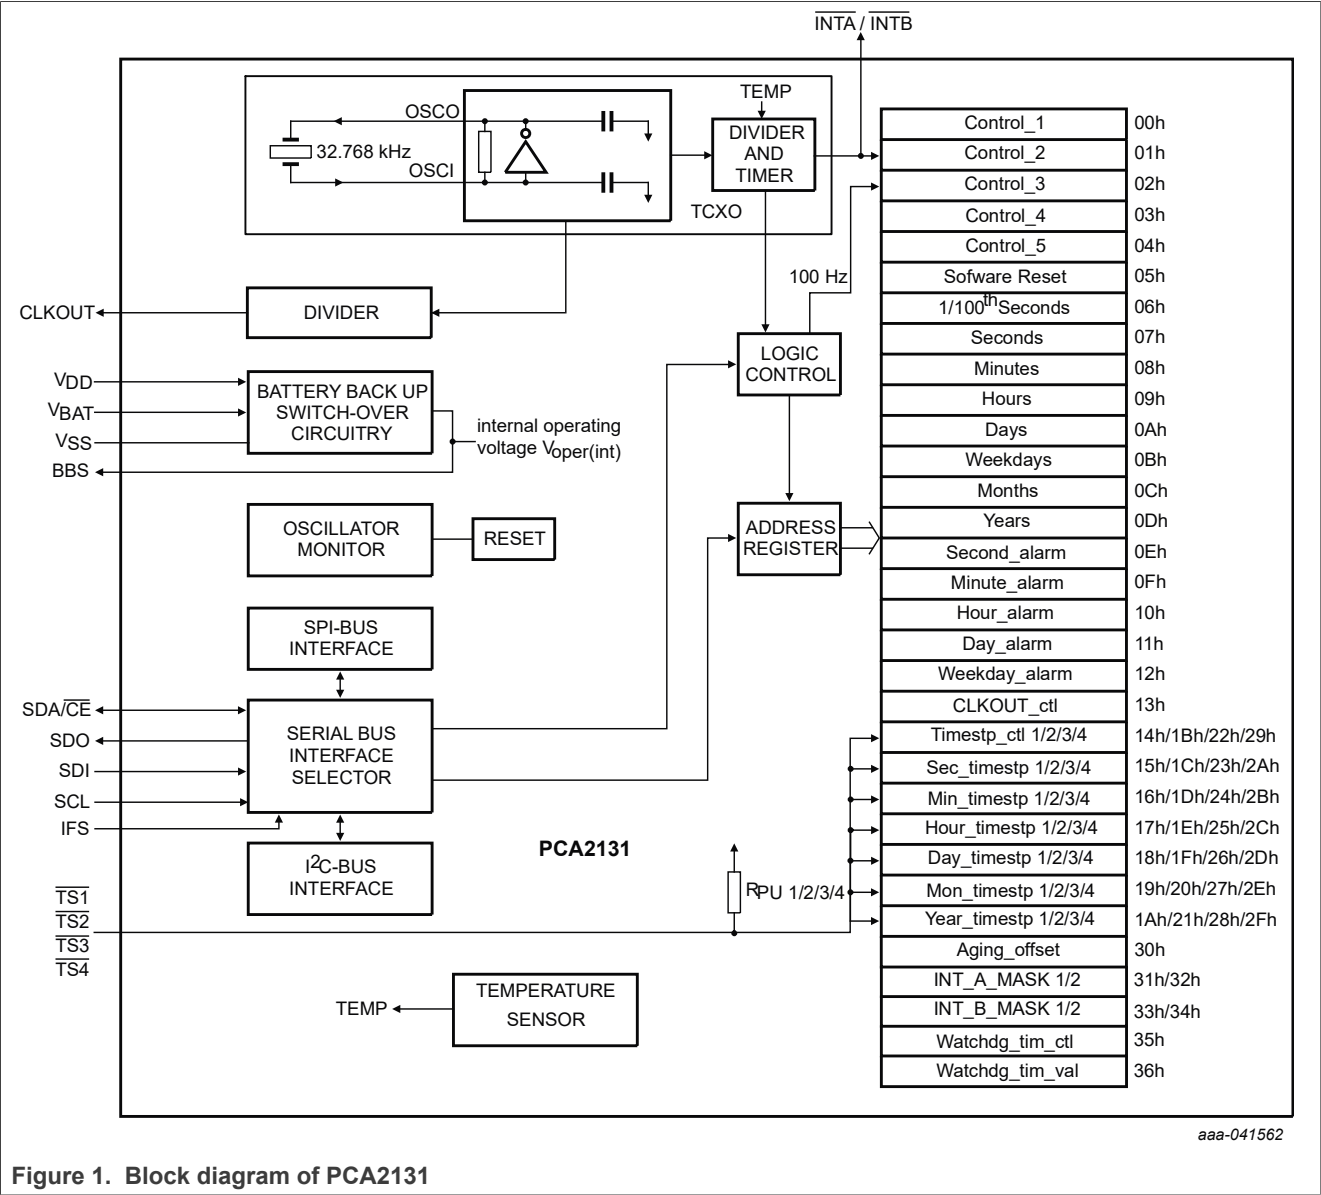 INTA / INTB
OSCO
32.768 kHz
OSCI
TEMP
DIVIDER
AND
TIMER
TCXO
100 Hz
CLKOUT
DIVIDER
LOGIC
CONTROL
VDD
VBAT
VSS
BBS
BATTERY BACK UP
SWITCH-OVER
CIRCUITRY
internal operating
voltage Voper(int)
OSCILLATOR
MONITOR
RESET
ADDRESS
REGISTER
SPI-BUS
INTERFACE
SDA/CE
SDO
SDI
SCL
IFS
SERIAL BUS
INTERFACE
SELECTOR
I2C-BUS
INTERFACE
PCA2131
TS1
TS2
TS3
TS4
RPU 1/2/3/4
TEMP
TEMPERATURE
SENSOR
Control_1 00h
Control_2 01h
Control_3 02h
Control_4 03h
Control_5 04h
Sofware Reset 05h
1/100th Seconds 06h
Seconds 07h
Minutes 08h
Hours 09h
Days 0Ah
Weekdays 0Bh
Months 0Ch
Years 0Dh
Second_alarm 0Eh
Minute_alarm 0Fh
Hour_alarm 10h
Day_alarm 11h
Weekday_alarm 12h
CLKOUT_ctl 13h
Timestp_ctl 1/2/3/4 14h/1Bh/22h/29h
Sec_timestp 1/2/3/4 15h/1Ch/23h/2Ah
Min_timestp 1/2/3/4 16h/1Dh/24h/2Bh
Hour_timestp 1/2/3/4 17h/1Eh/25h/2Ch
Day_timestp 1/2/3/4 18h/1Fh/26h/2Dh
Mon_timestp 1/2/3/4 19h/20h/27h/2Eh
Year_timestp 1/2/3/4 1Ah/21h/28h/2Fh
Aging_offset 30h
INT_A_MASK 1/2 31h/32h
INT_B_MASK 1/2 33h/34h
Watchdg_tim_ctl 35h
Watchdg_tim_val 36h
aaa-041562
Figure 1. Block diagram of PCA2131